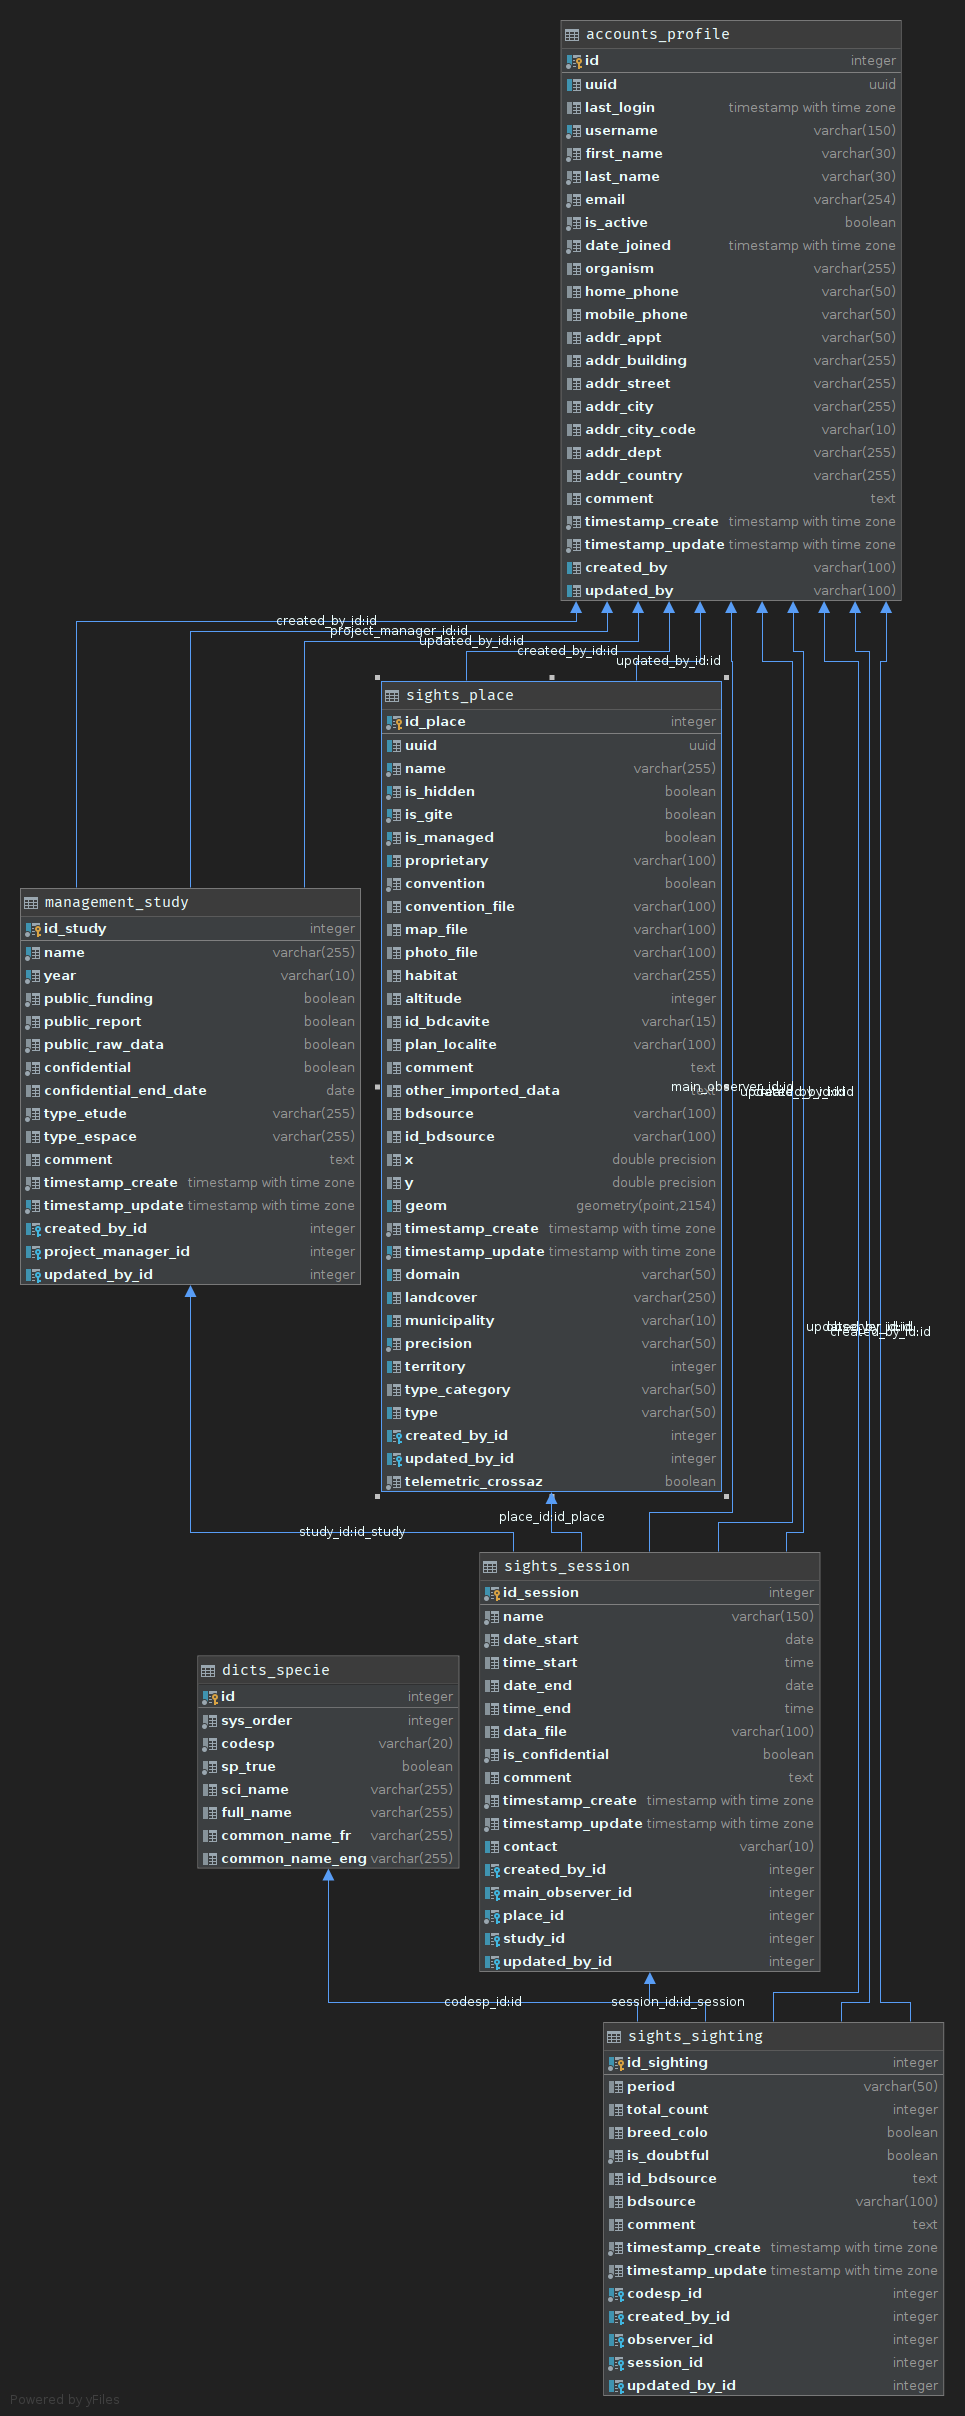 accounts_profile
id integer
uuid uuid
last_login timestamp with time zone
username varchar(150)
first_name varchar(30)
last_name varchar(30)
email varchar(254)
is_active boolean
date_joined timestamp with time zone
organism varchar(255)
home_phone varchar(50)
mobile_phone varchar(50)
addr_appt varchar(50)
addr_building varchar(255)
addr_street varchar(255)
addr_city varchar(255)
addr_city_code varchar(10)
addr_dept varchar(255)
addr_country varchar(255)
comment text
timestamp_create timestamp with time zone
timestamp_update timestamp with time zone
created_by varchar(100)
updated_by varchar(100)
created_by_id:id
project_manager_id:id
updated_by_id:id
created_by_id:id
updated_by_id:id
sights_place
id_place integer
uuid uuid
name varchar(255)
is_hidden boolean
is_gite boolean
is_managed boolean
proprietary varchar(100)
convention boolean
convention_file varchar(100)
map_file varchar(100)
photo_file varchar(100)
habitat varchar(255)
altitude integer
id_bdcavite varchar(15)
plan_localite varchar(100)
comment text
other_imported_data text
bdsource varchar(100)
id_bdsource varchar(100)
x double precision
y double precision
geom geometry(point,2154)
timestamp_create timestamp with time zone
timestamp_update timestamp with time zone
domain varchar(50)
landcover varchar(250)
municipality varchar(10)
precision varchar(50)
territory integer
type_category varchar(50)
type varchar(50)
created_by_id integer
updated_by_id integer
telemetric_crossaz boolean
main_observer_id:id
management_study
id_study integer
name varchar(255)
year varchar(10)
public_funding boolean
public_report boolean
public_raw_data boolean
confidential boolean
confidential_end_date date
type_etude varchar(255)
type_espace varchar(255)
comment text
timestamp_create timestamp with time zone
timestamp_update timestamp with time zone
created_by_id integer
project_manager_id integer
updated_by_id integer
created_by_id:id
place_id:id_place
study_id:id_study
sights_session
id_session integer
name varchar(150)
date_start date
time_start time
date_end date
time_end time
data_file varchar(100)
is_confidential boolean
comment text
timestamp_create timestamp with time zone
timestamp_update timestamp with time zone
contact varchar(10)
created_by_id integer
main_observer_id integer
place_id integer
study_id integer
updated_by_id integer
dicts_specie
id integer
sys_order integer
codesp varchar(20)
sp_true boolean
sci_name varchar(255)
full_name varchar(255)
common_name_fr varchar(255)
common_name_eng varchar(255)
codesp_id:id
session_id:id_session
sights_sighting
id_sighting integer
period varchar(50)
total_count integer
breed_colo boolean
is_doubtful boolean
id_bdsource text
bdsource varchar(100)
comment text
timestamp_create timestamp with time zone
timestamp_update timestamp with time zone
codesp_id integer
created_by_id integer
observer_id integer
session_id integer
updated_by_id integer
Powered by yFiles